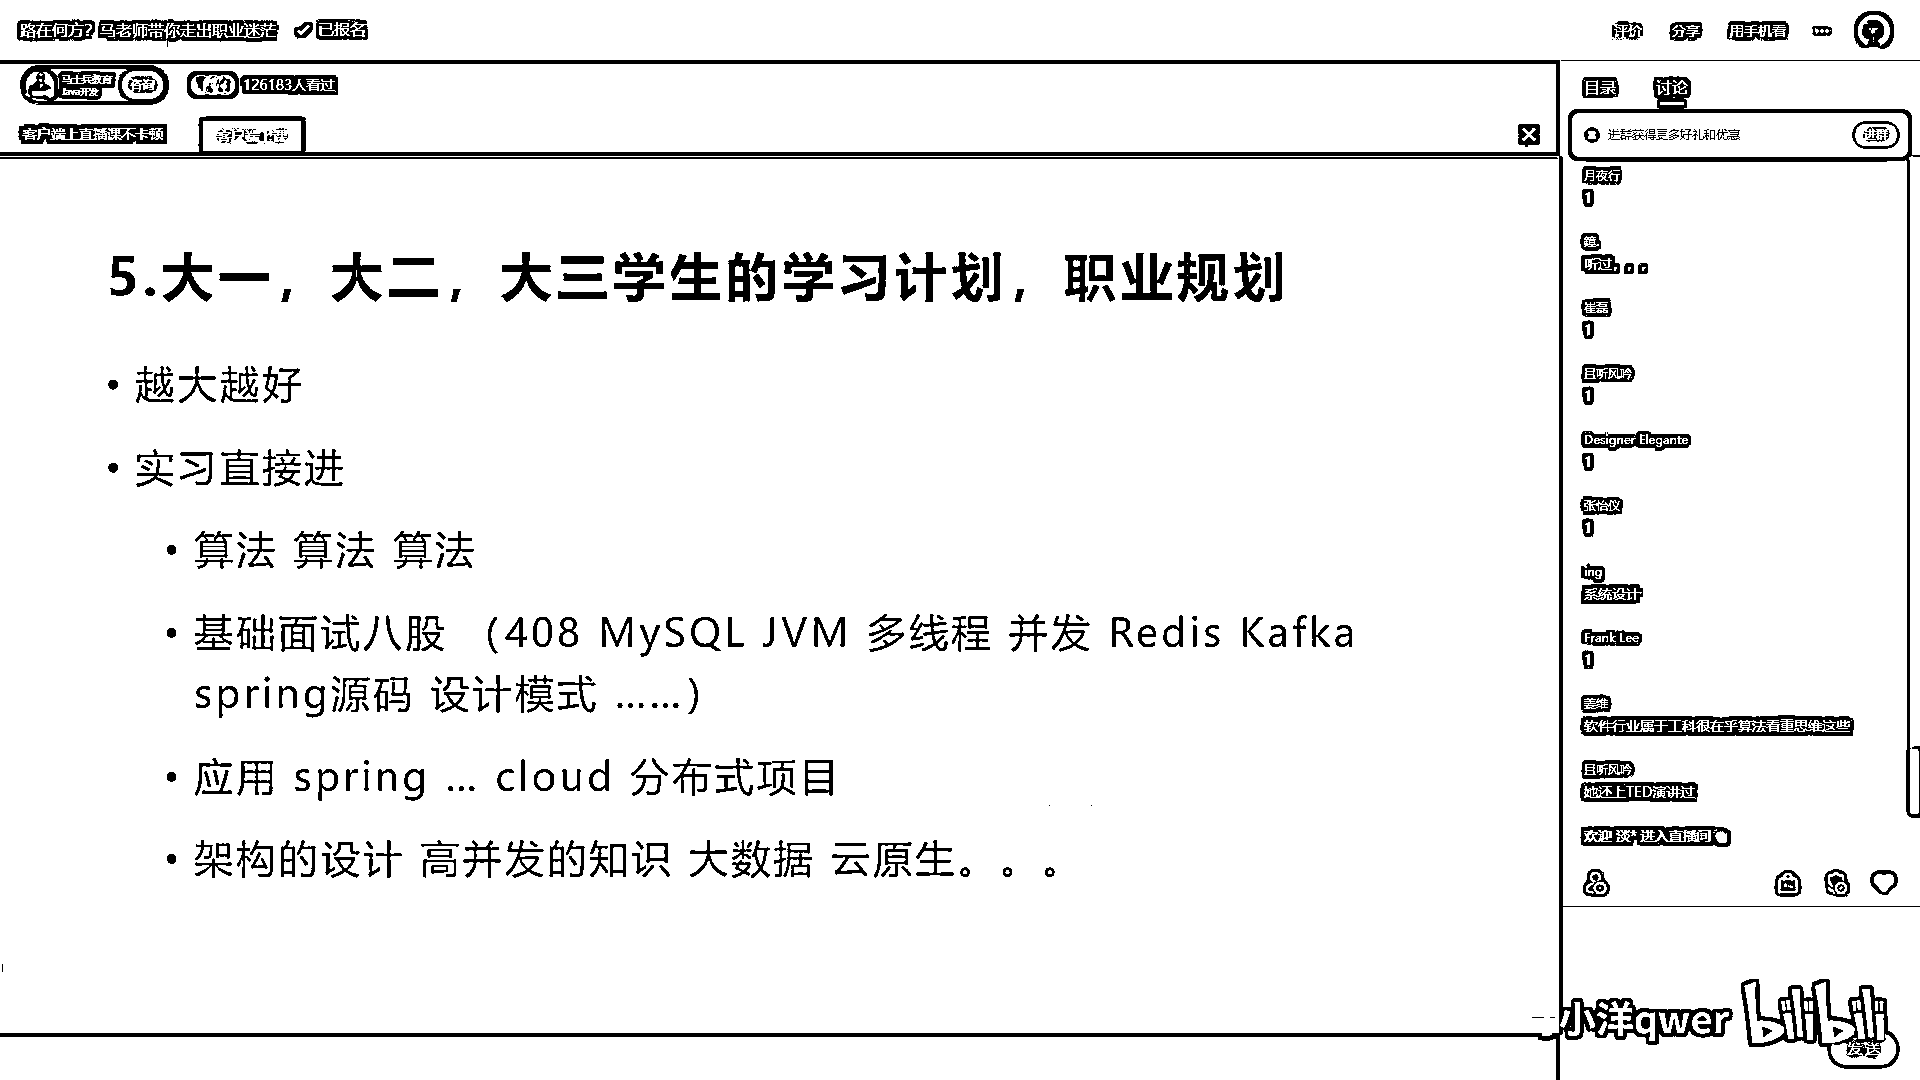 路在何方？马老师带你走出职业迷茫 已报名
评价 分享 用手机看
马士兵教育
Java开发
咨询
126183人看过
客户端上直播课不卡顿
目录 讨论
进群获得更多好礼和优惠 进群
5.大一，大二，大三学生的学习计划，职业规划
• 越大越好
• 实习直接进
• 算法 算法 算法
• 基础面试八股 （408 MySQL JVM 多线程 并发 Redis Kafka
spring源码 设计模式 ……）
• 应用 spring … cloud 分布式项目
• 架构的设计 高并发的知识 大数据 云原生。。。
月夜行
1
听过。。。
崔磊
1
且听风吟
1
Designer Elegante
1
张怡仪
1
ing
系统设计
Frank Lee
1
姜维
软件行业属于工科很在乎算法看重思维这些
且听风吟
她还上TED演讲过
欢迎 淡* 进入直播间
小洋qwer bilibili
发送